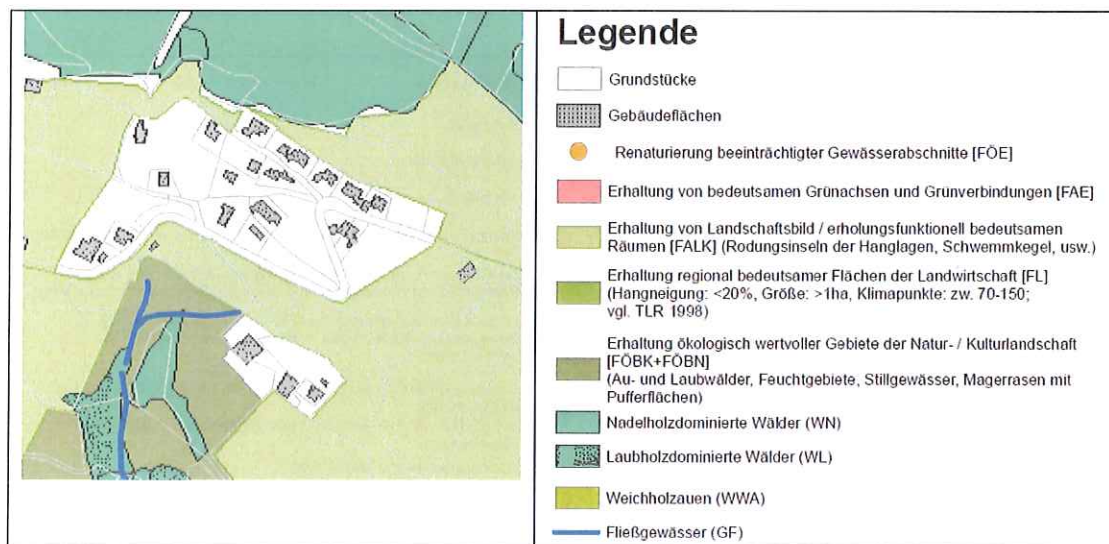 Legende
Grundstücke
Gebäudeflächen
Renaturierung beeinträchtigter Gewässerabschnitte [FÖE]
Erhaltung von bedeutsamen Grünachsen und Grünverbindungen [FAE]
Erhaltung von Landschaftsbild / erholungsfunktionell bedeutsamen
Räumen [FALK] (Rodungsinseln der Hanglagen, Schwemmkegel, usw.)
Erhaltung regional bedeutsamer Flächen der Landwirtschaft [FL]
(Hangneigung: <20%, Größe: >1ha, Klimapunkte: zw. 70-150;
vgl. TLR 1998)
Erhaltung ökologisch wertvoller Gebiete der Natur- / Kulturlandschaft
[FÖBK+FÖBN]
(Au- und Laubwälder, Feuchtgebiete, Stillgewässer, Magerrasen mit
Pufferflächen)
Nadelholzdominierte Wälder (WN)
Laubholzdominierte Wälder (WL)
Weichholzauen (WWA)
Fließgewässer (GF)